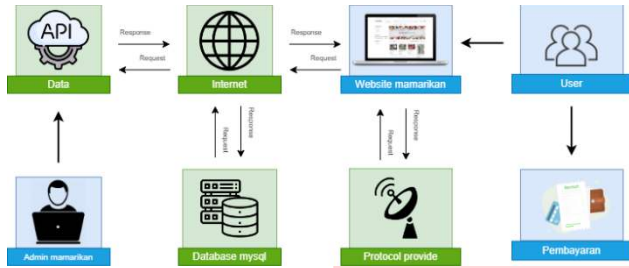 API
Response
Request
Response
Request
Data
Internet
Website mamarikan
User
Request
Response
Request
Response
Admin mamarikan
Database mysql
Protocol provide
Pembayaran